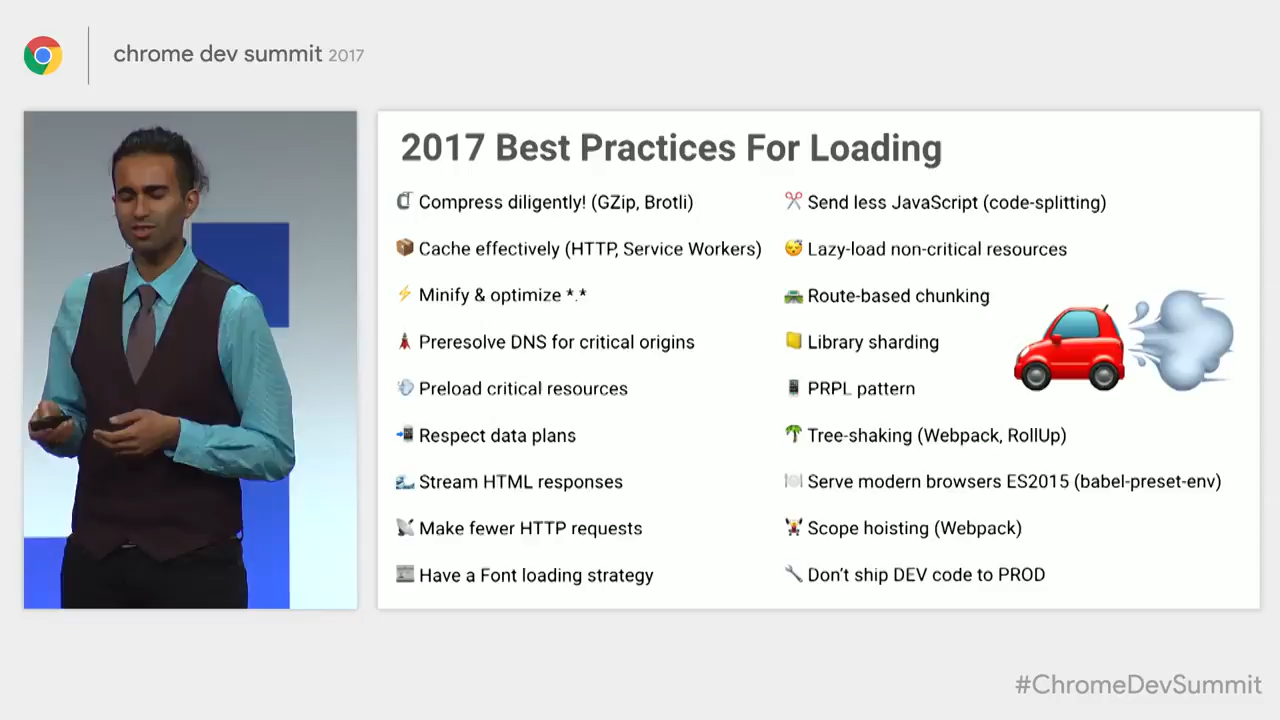 chrome dev summit 2017
2017 Best Practices For Loading
Compress diligently! (GZip, Brotli)
Cache effectively (HTTP, Service Workers)
Minify & optimize *.*
Preresolve DNS for critical origins
Preload critical resources
Respect data plans
Stream HTML responses
Make fewer HTTP requests
Have a Font loading strategy
Send less JavaScript (code-splitting)
Lazy-load non-critical resources
Route-based chunking
Library sharding
PRPL pattern
Tree-shaking (Webpack, RollUp)
Serve modern browsers ES2015 (babel-preset-env)
Scope hoisting (Webpack)
Don't ship DEV code to PROD
#ChromeDevSummit